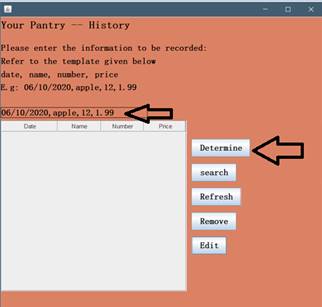 Your Pantry -- History
Please enter the information to be recorded:
Refer to the template given below
date, name, number, price
E.g: 06/10/2020,apple,12,1.99
06/10/2020,apple,12,1.99
Date Name Number Price
Determine
search
Refresh
Remove
Edit